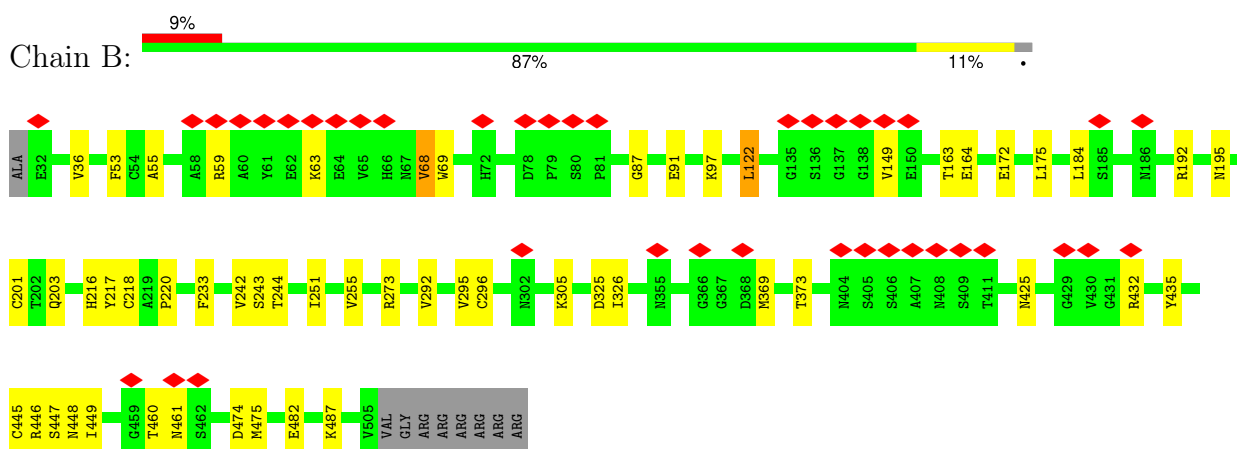 9%
Chain B:
87% 11% •
ALA E32 V36 F53 C54 A55 A58 R59 A60 Y61 E62 K63 E64 V65 H66 N67 V68 W69 H72 D78 P79 S80 P81 G87 E91 K97 L122 G135 S136 G137 G138 V149 E150 T163 E164 E172 L175 L184 S185 N186 R192 N195
C201 T202 Q203 H216 Y217 C218 A219 P220 F233 V242 S243 T244 I251 V255 R273 V292 V295 C296 N302 K305 D325 I326 N355 G366 G367 D368 M369 T373 N404 S405 S406 A407 N408 S409 T411 N425 G429 V430 G431 R432 Y435
C445 R446 S447 N448 I449 G459 T460 N461 S462 D474 M475 E482 K487 V505 VAL GLY ARG ARG ARG ARG ARG ARG